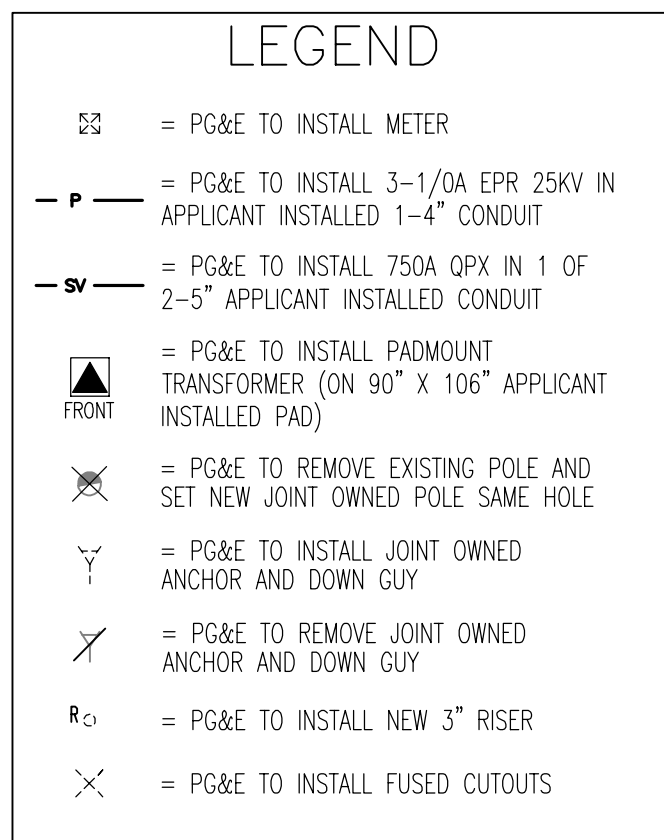 LEGEND
= PG&E TO INSTALL METER
P = PG&E TO INSTALL 3-1/0A EPR 25KV IN
APPLICANT INSTALLED 1-4" CONDUIT
SV = PG&E TO INSTALL 750A QPX IN 1 OF
2-5" APPLICANT INSTALLED CONDUIT
= PG&E TO INSTALL PADMOUNT
TRANSFORMER (ON 90" X 106" APPLICANT
INSTALLED PAD)
FRONT
= PG&E TO REMOVE EXISTING POLE AND
SET NEW JOINT OWNED POLE SAME HOLE
Y = PG&E TO INSTALL JOINT OWNED
ANCHOR AND DOWN GUY
= PG&E TO REMOVE JOINT OWNED
ANCHOR AND DOWN GUY
R = PG&E TO INSTALL NEW 3" RISER
= PG&E TO INSTALL FUSED CUTOUTS